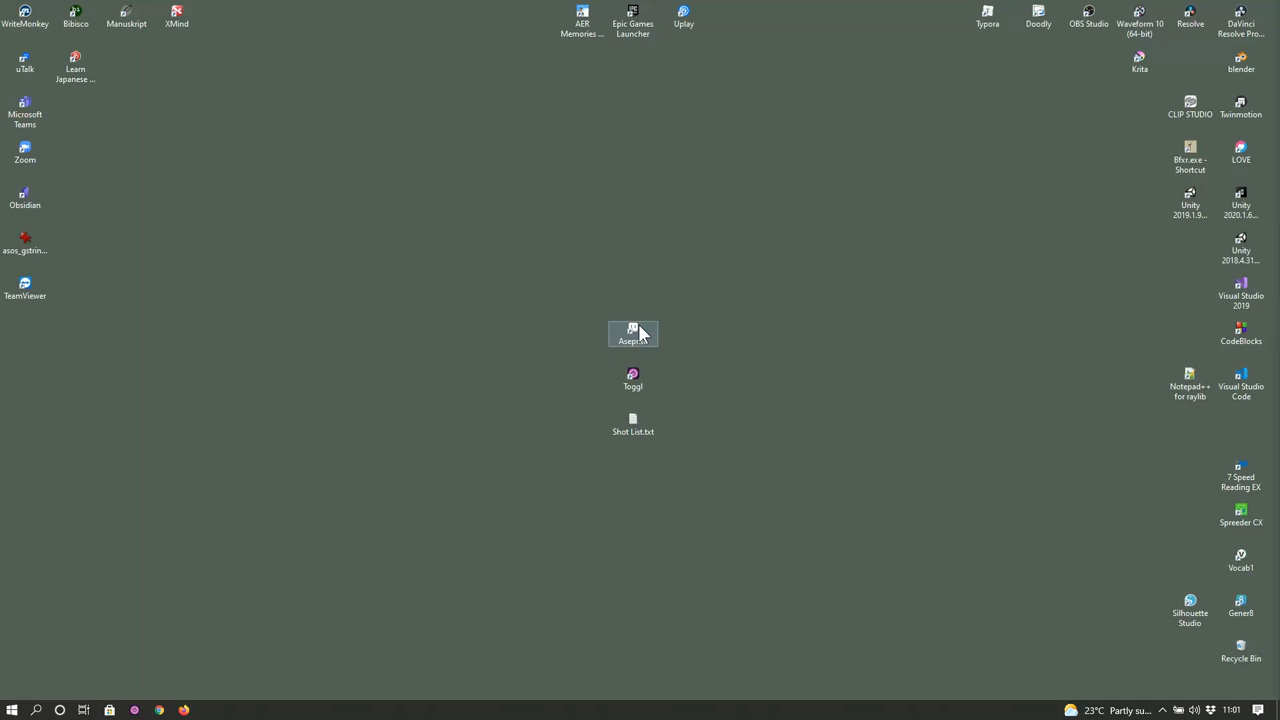 WriteMonkey
Bibisco
Manuskript
XMind
AER
Memories ...
Epic Games
Launcher
Uplay
Typora
Doodly
OBS Studio
Waveform 10
(64-bit)
Resolve
DaVinci
Resolve Pro...
uTalk
Learn
Japanese ...
Krita
blender
Microsoft
Teams
CLIP STUDIO
Twinmotion
Zoom
Bfxr.exe -
Shortcut
LOVE
Obsidian
Unity
2019.1.9...
Unity
2020.1.6...
asos_gstrin...
Unity
2018.4.31...
TeamViewer
Visual Studio
2019
CodeBlocks
Toggl
Notepad++
for raylib
Visual Studio
Code
Shot List.txt
7 Speed
Reading EX
Spreeder CX
Vocab1
Silhouette
Studio
Gener8
Recycle Bin
23°C Partly su...
11:01